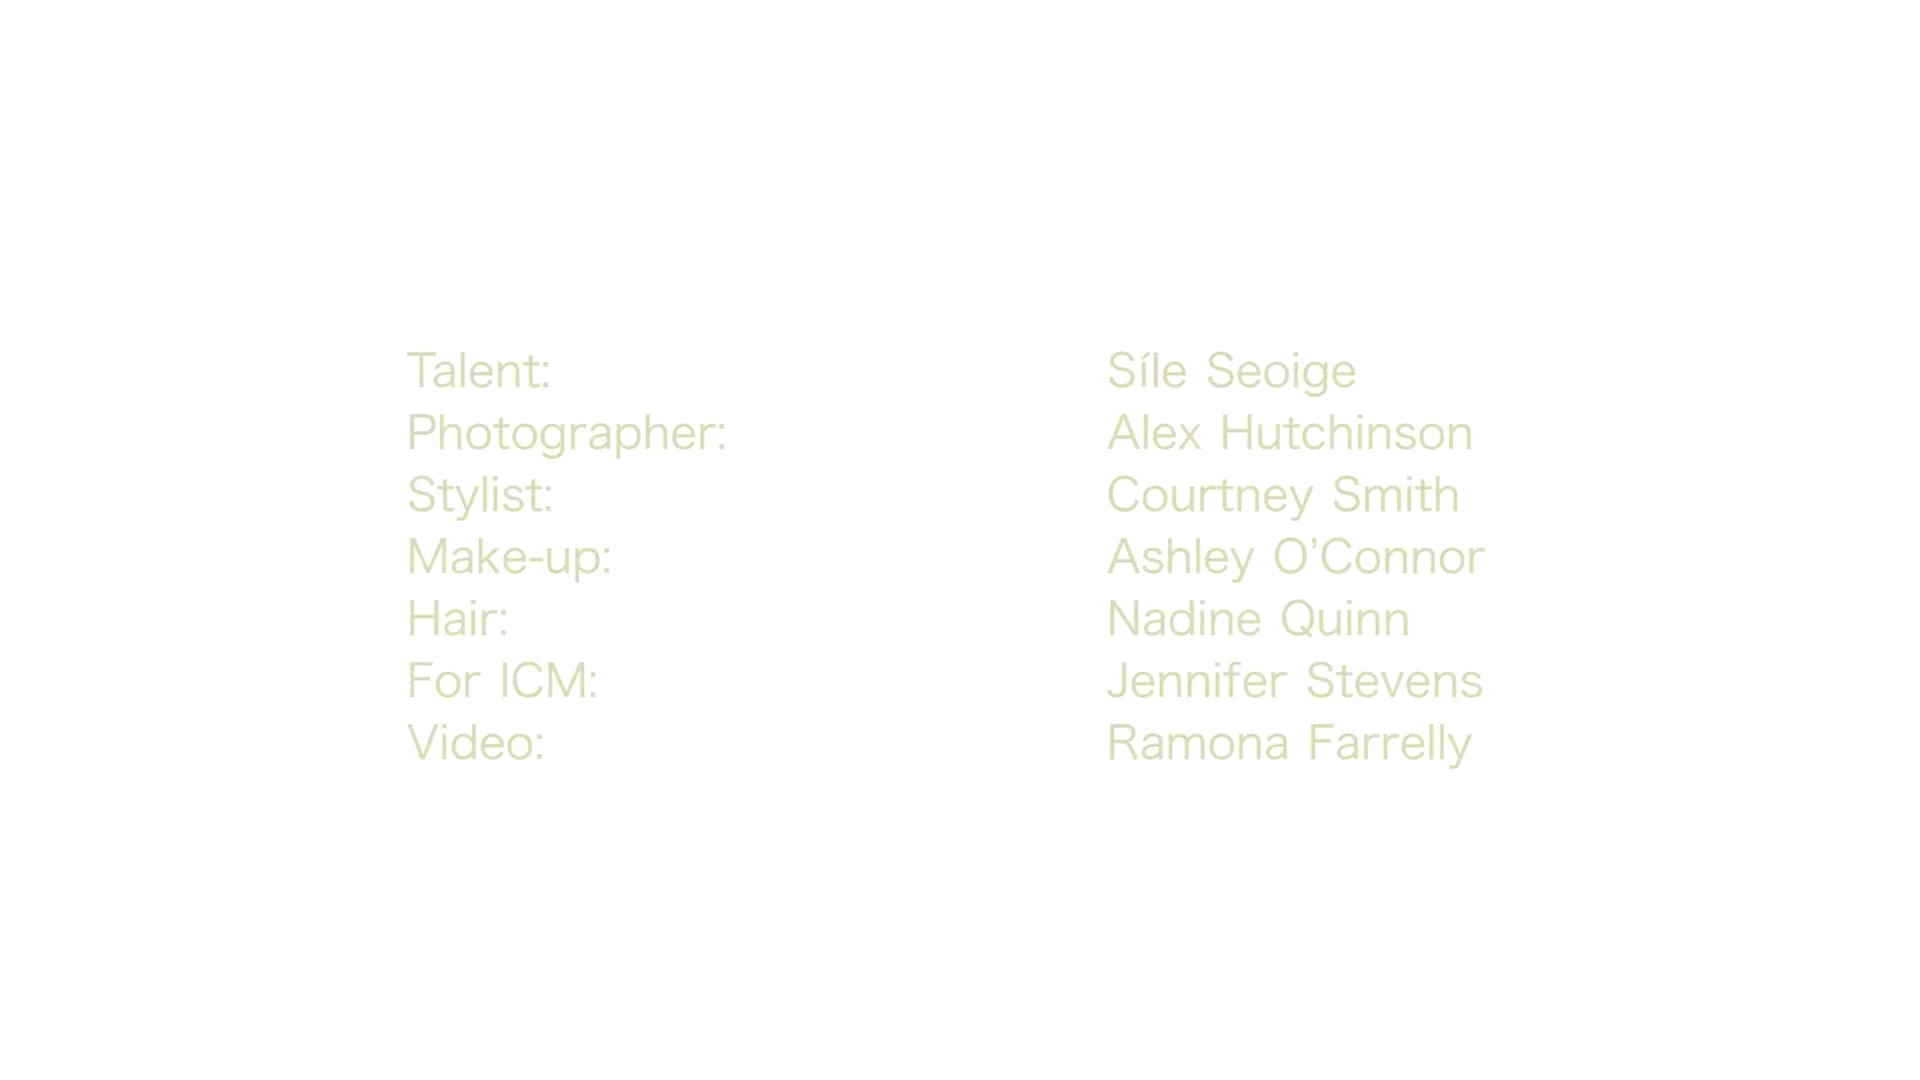 Talent: Síle Seoige
Photographer: Alex Hutchinson
Stylist: Courtney Smith
Make-up: Ashley O’Connor
Hair: Nadine Quinn
For ICM: Jennifer Stevens
Video: Ramona Farrelly